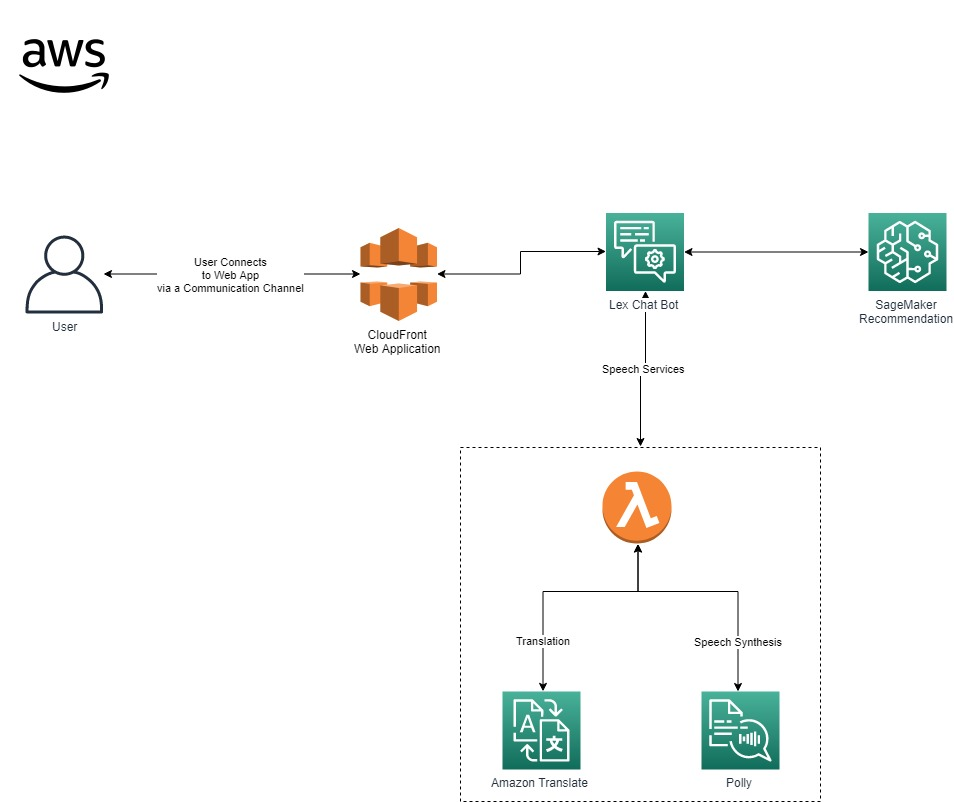 aws
User Connects
to Web App
via a Communication Channel
User
CloudFront
Web Application
Lex Chat Bot
SageMaker
Recommendation
Speech Services
λ
Translation
Speech Synthesis
A
文
Amazon Translate
Polly